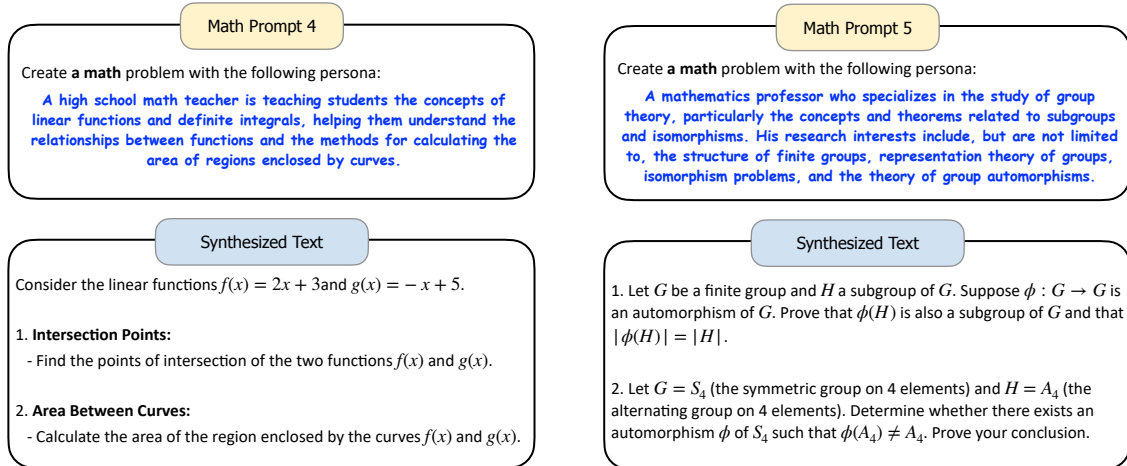 Math Prompt 4
Create a math problem with the following persona:
A high school math teacher is teaching students the concepts of
linear functions and definite integrals, helping them understand the
relationships between functions and the methods for calculating the
area of regions enclosed by curves.
Synthesized Text
Consider the linear functions f(x) = 2x + 3and g(x) = − x + 5.
1. Intersection Points:
- Find the points of intersection of the two functions f(x) and g(x).
2. Area Between Curves:
- Calculate the area of the region enclosed by the curves f(x) and g(x).
Math Prompt 5
Create a math problem with the following persona:
A mathematics professor who specializes in the study of group
theory, particularly the concepts and theorems related to subgroups
and isomorphisms. His research interests include, but are not limited
to, the structure of finite groups, representation theory of groups,
isomorphism problems, and the theory of group automorphisms.
Synthesized Text
1. Let G be a finite group and H a subgroup of G. Suppose ϕ : G → G is
an automorphism of G. Prove that ϕ(H) is also a subgroup of G and that
|ϕ(H)| = |H|.
2. Let G = S₄ (the symmetric group on 4 elements) and H = A₄ (the
alternating group on 4 elements). Determine whether there exists an
automorphism ϕ of S₄ such that ϕ(A₄) ≠ A₄. Prove your conclusion.